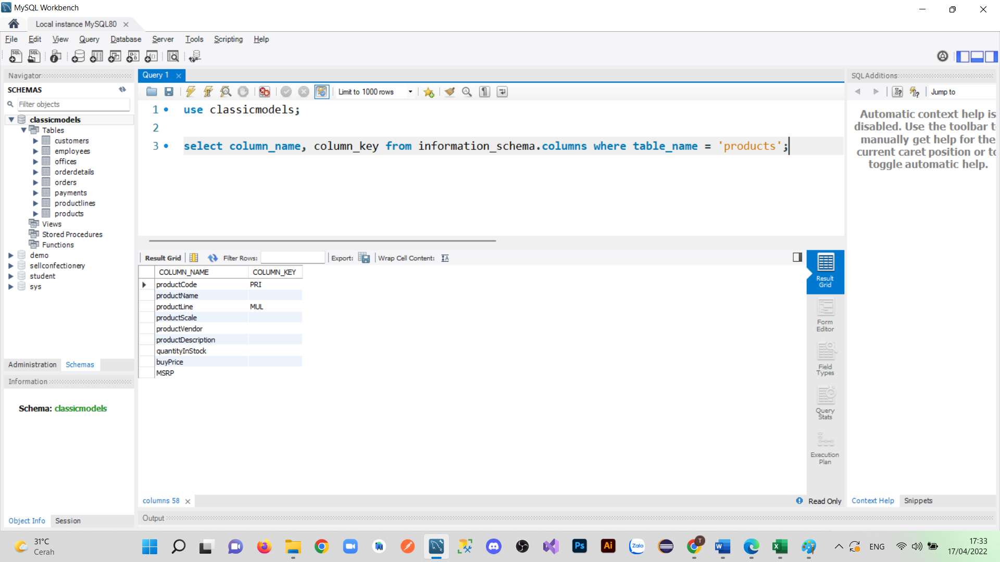 MySQL Workbench
Local instance MySQL80
File Edit View Query Database Server Tools Scripting Help
Navigator
SCHEMAS
Filter objects
classicmodels
Tables
customers
employees
offices
orderdetails
orders
payments
productlines
products
Views
Stored Procedures
Functions
demo
sellconfectionery
student
sys
Administration Schemas
Information
Schema: classicmodels
Object Info Session
Query 1
Limit to 1000 rows
1 use classicmodels;
2
3 select column_name, column_key from information_schema.columns where table_name = 'products';
Result Grid Filter Rows: Export: Wrap Cell Content:
COLUMN_NAME COLUMN_KEY
productCode PRI
productName
productLine MUL
productScale
productVendor
productDescription
quantityInStock
buyPrice
MSRP
Result
Grid
Form
Editor
Field
Types
Query
Stats
Execution
Plan
columns 58
Read Only
Output
SQLAdditions
Jump to
Automatic context help is
disabled. Use the toolbar t
manually get help for the
current caret position or to
toggle automatic help.
Context Help Snippets
31°C
Cerah
Ps
Ai
Zalo
T
ENG
17:33
17/04/2022